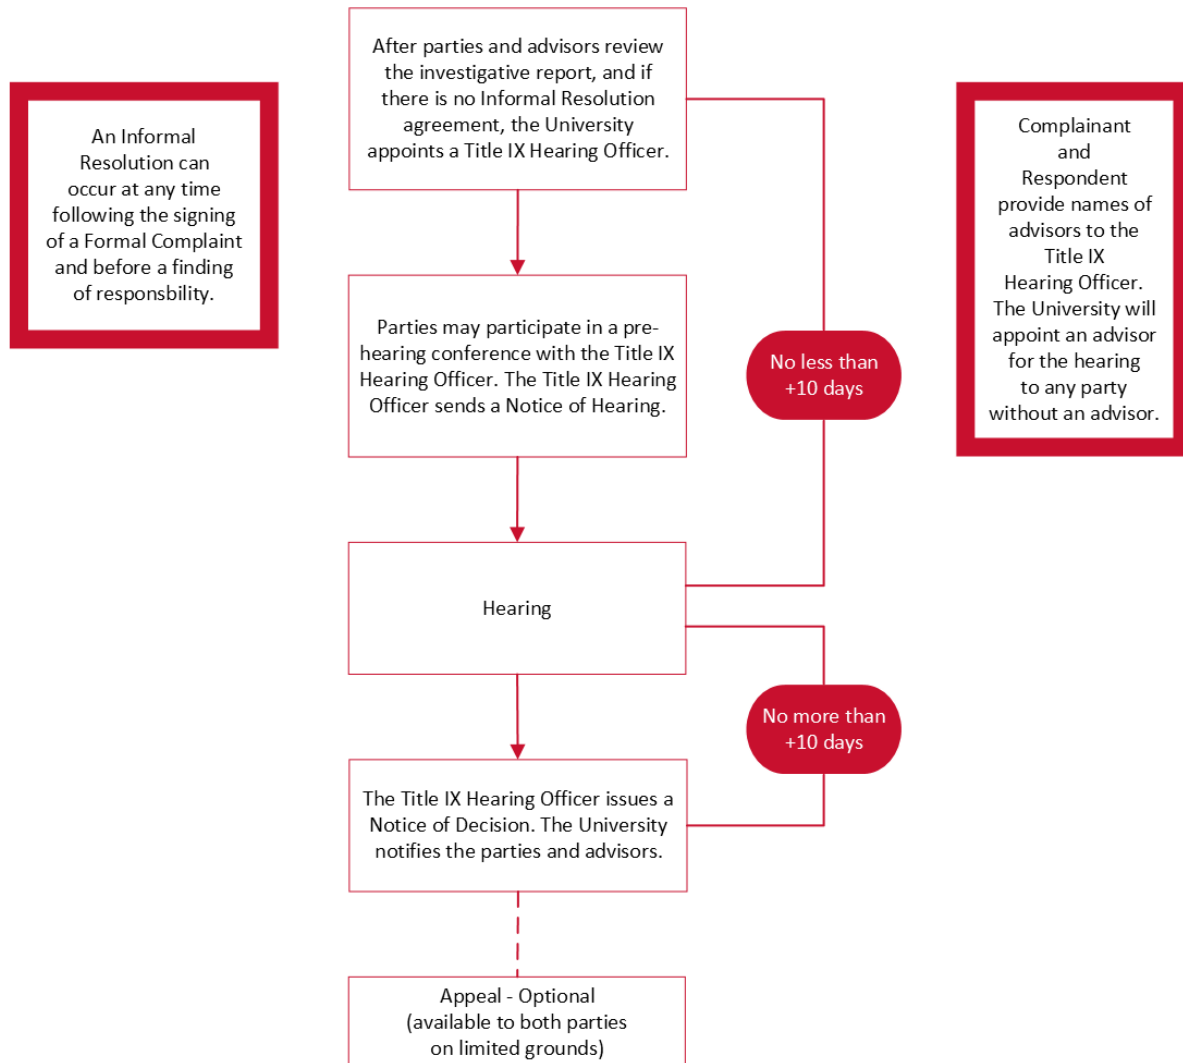 After parties and advisors review
the investigative report, and if
there is no Informal Resolution
agreement, the University
appoints a Title IX Hearing Officer.
An Informal
Resolution can
occur at any time
following the signing
of a Formal Complaint
and before a finding
of responsbility.
Complainant
and
Respondent
provide names of
advisors to the
Title IX
Hearing Officer.
The University will
appoint an advisor
for the hearing
to any party
without an advisor.
Parties may participate in a pre-
hearing conference with the Title IX
Hearing Officer. The Title IX Hearing
Officer sends a Notice of Hearing.
No less than
+10 days
Hearing
No more than
+10 days
The Title IX Hearing Officer issues a
Notice of Decision. The University
notifies the parties and advisors.
Appeal - Optional
(available to both parties
on limited grounds)